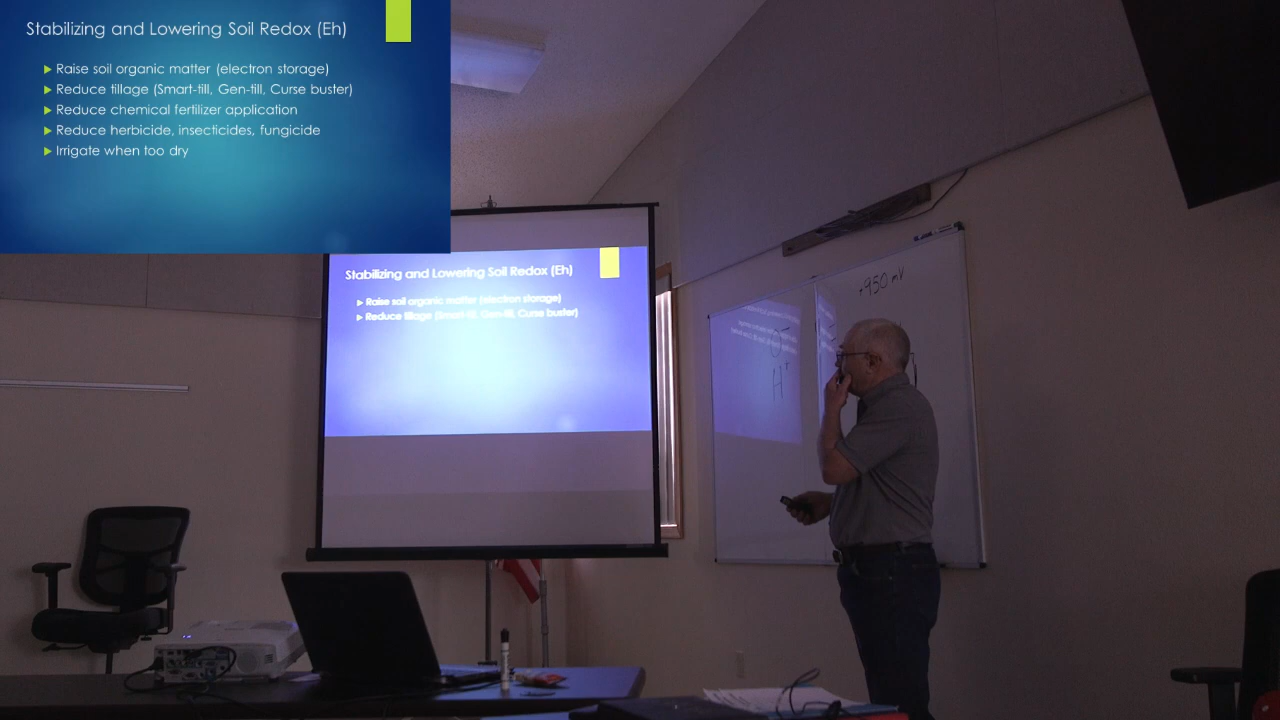 Stabilizing and Lowering Soil Redox (Eh)
Raise soil organic matter (electron storage)
Reduce tillage (Smart-till, Gen-till, Curse buster)
Reduce chemical fertilizer application
Reduce herbicide, insecticides, fungicide
Irrigate when too dry
Stabilizing and Lowering Soil Redox (Eh)
Raise soil organic matter (electron storage)
Reduce tillage (Smart-till, Gen-till, Curse buster)
+950 mV
H+